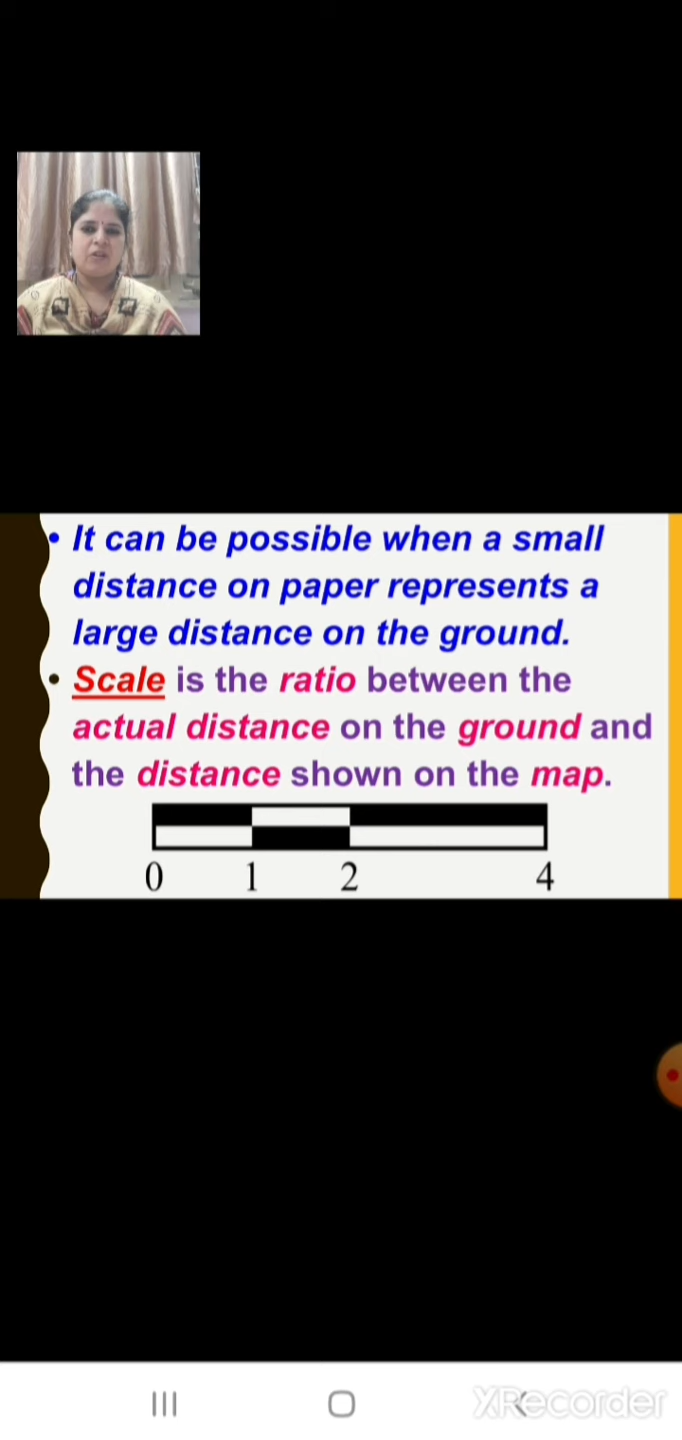 • It can be possible when a small
distance on paper represents a
large distance on the ground.
• Scale is the ratio between the
actual distance on the ground and
the distance shown on the map.
0 1 2 4
XRecorder